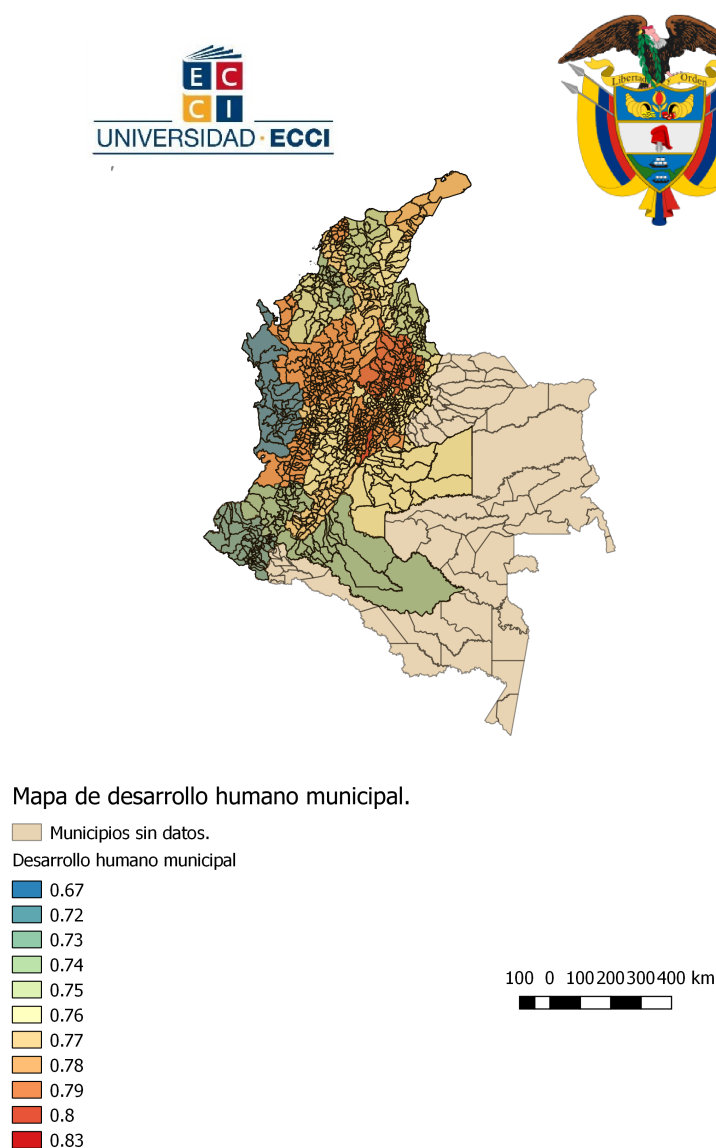 E C
C I
UNIVERSIDAD · ECCI
Libertad y Orden
Mapa de desarrollo humano municipal.
Municipios sin datos.
Desarrollo humano municipal
0.67
0.72
0.73
0.74
0.75
0.76
0.77
0.78
0.79
0.8
0.83
100 0 100 200 300 400 km